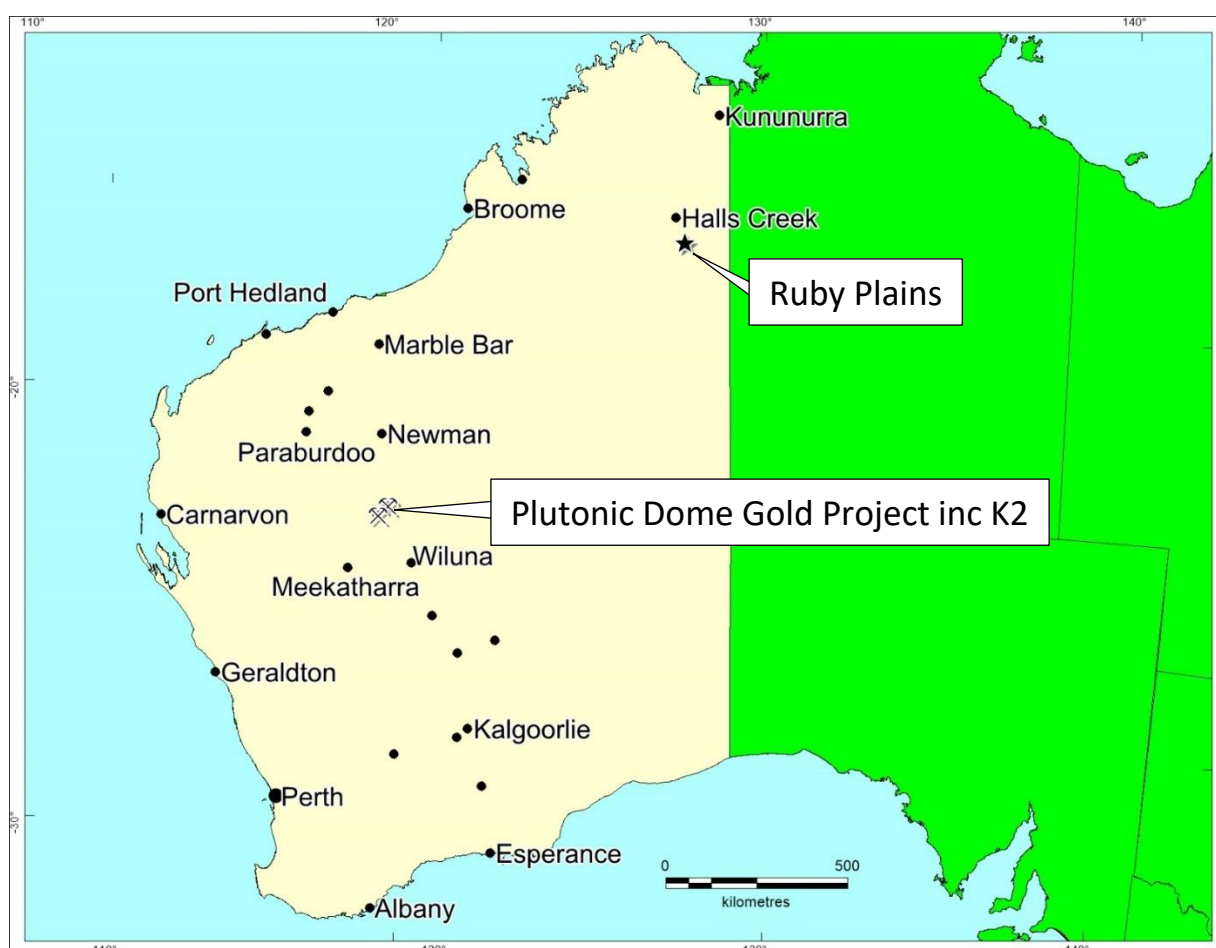 110°
120°
130°
140°
Kununurra
Broome
Halls Creek
Ruby Plains
Port Hedland
Marble Bar
-20°
Newman
Paraburdoo
Plutonic Dome Gold Project inc K2
Carnarvon
Wiluna
Meekatharra
Geraldton
Kalgoorlie
Perth
-30°
Esperance
0
500
kilometres
Albany